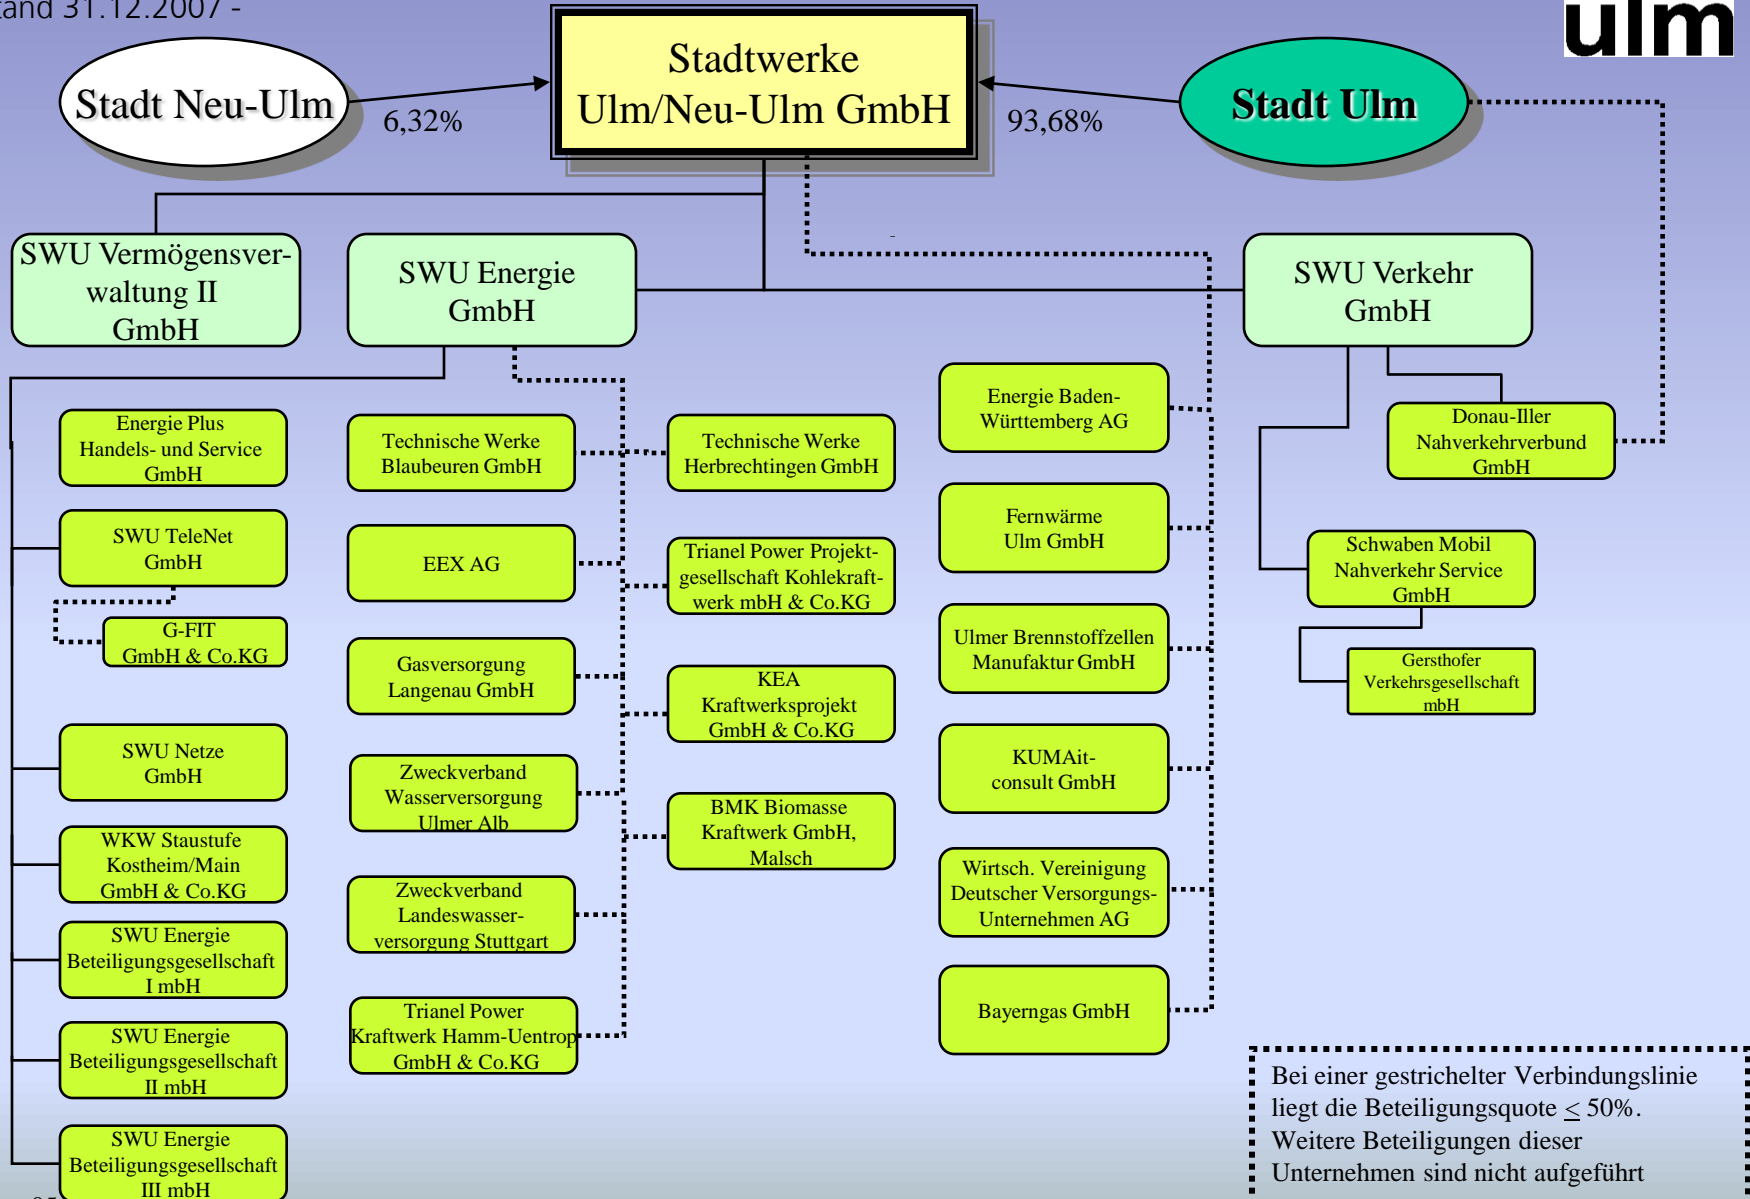 31.12.2007 -
ulm
Stadt Neu-Ulm
6,32%
Stadtwerke
Ulm/Neu-Ulm GmbH
93,68%
Stadt Ulm
SWU Vermögensver-
waltung II
GmbH
SWU Energie
GmbH
SWU Verkehr
GmbH
Energie Plus
Handels- und Service
GmbH
SWU TeleNet
GmbH
G-FIT
GmbH & Co.KG
SWU Netze
GmbH
WKW Staustufe
Kostheim/Main
GmbH & Co.KG
SWU Energie
Beteiligungsgesellschaft
I mbH
SWU Energie
Beteiligungsgesellschaft
II mbH
SWU Energie
Beteiligungsgesellschaft
III mbH
Technische Werke
Blaubeuren GmbH
EEX AG
Gasversorgung
Langenau GmbH
Zweckverband
Wasserversorgung
Ulmer Alb
Zweckverband
Landeswasser-
versorgung Stuttgart
Trianel Power
Kraftwerk Hamm-Uentrop
GmbH & Co.KG
Technische Werke
Herbrechtingen GmbH
Trianel Power Projekt-
gesellschaft Kohlekraft-
werk mbH & Co.KG
KEA
Kraftwerksprojekt
GmbH & Co.KG
BMK Biomasse
Kraftwerk GmbH,
Malsch
Energie Baden-
Württemberg AG
Fernwärme
Ulm GmbH
Ulmer Brennstoffzellen
Manufaktur GmbH
KUMAit-
consult GmbH
Wirtsch. Vereinigung
Deutscher Versorgungs-
Unternehmen AG
Bayerngas GmbH
Donau-Iller
Nahverkehrverbund
GmbH
Schwaben Mobil
Nahverkehr Service
GmbH
Gersthofer
Verkehrsgesellschaft
mbH
Bei einer gestrichelter Verbindungslinie
liegt die Beteiligungsquote ≤ 50%.
Weitere Beteiligungen dieser
Unternehmen sind nicht aufgeführt